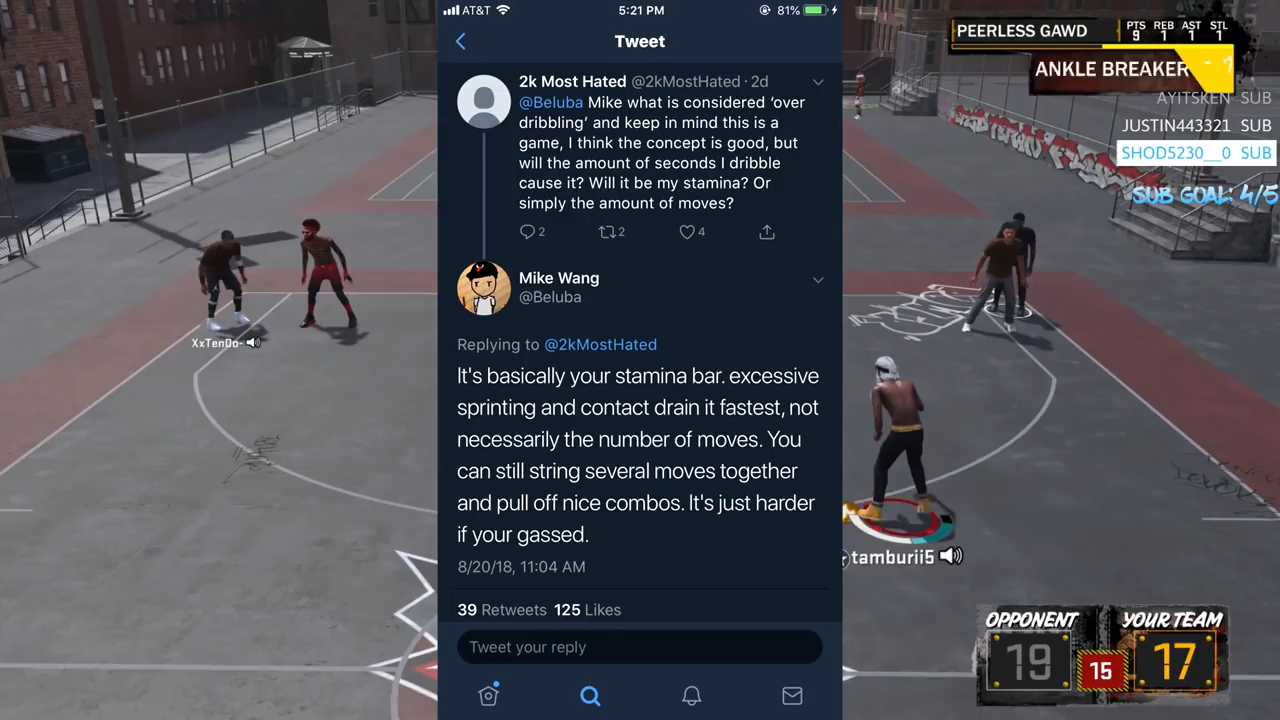 AT&T
5:21 PM
81%
Tweet
2k Most Hated @2kMostHated · 2d
@Beluba Mike what is considered ‘over
dribbling’ and keep in mind this is a
game, I think the concept is good, but
will the amount of seconds I dribble
cause it? Will it be my stamina? Or
simply the amount of moves?
2
2
4
Mike Wang
@Beluba
Replying to @2kMostHated
It's basically your stamina bar. excessive
sprinting and contact drain it fastest, not
necessarily the number of moves. You
can still string several moves together
and pull off nice combos. It's just harder
if your gassed.
8/20/18, 11:04 AM
39 Retweets 125 Likes
Tweet your reply
XxTenDo-
PEERLESS GAWD
PTS REB AST STL
9 1 1 1
ANKLE BREAKER
AYITSKEN SUB
JUSTIN443321 SUB
SHOD5230__0 SUB
SUB GOAL: 4/5
tamburii5
OPPONENT
YOUR TEAM
19
15
17